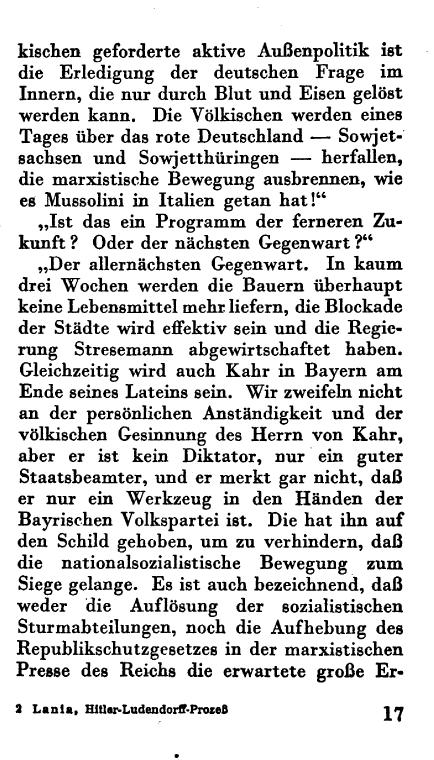 kischen geforderte aktive Außenpolitik ist
die Erledigung der deutschen Frage im
Innern, die nur durch Blut und Eisen gelöst
werden kann. Die Völkischen werden eines
Tages über das rote Deutschland — Sowjet-
sachsen und Sowjetthüringen — herfallen,
die marxistische Bewegung ausbrennen, wie
es Mussolini in Italien getan hat!“
„Ist das ein Programm der ferneren Zu-
kunft? Oder der nächsten Gegenwart?“
„Der allernächsten Gegenwart. In kaum
drei Wochen werden die Bauern überhaupt
keine Lebensmittel mehr liefern, die Blockade
der Städte wird effektiv sein und die Regie-
rung Stresemann abgewirtschaftet haben.
Gleichzeitig wird auch Kahr in Bayern am
Ende seines Lateins sein. Wir zweifeln nicht
an der persönlichen Anständigkeit und der
völkischen Gesinnung des Herrn von Kahr,
aber er ist kein Diktator, nur ein guter
Staatsbeamter, und er merkt gar nicht, daß
er nur ein Werkzeug in den Händen der
Bayrischen Volkspartei ist. Die hat ihn auf
den Schild gehoben, um zu verhindern, daß
die nationalsozialistische Bewegung zum
Siege gelange. Es ist auch bezeichnend, daß
weder die Auflösung der sozialistischen
Sturmabteilungen, noch die Aufhebung des
Republikschutzgesetzes in der marxistischen
Presse des Reichs die erwartete große Er-
2 Lania, Hitler-Ludendorff-Prozeß
17